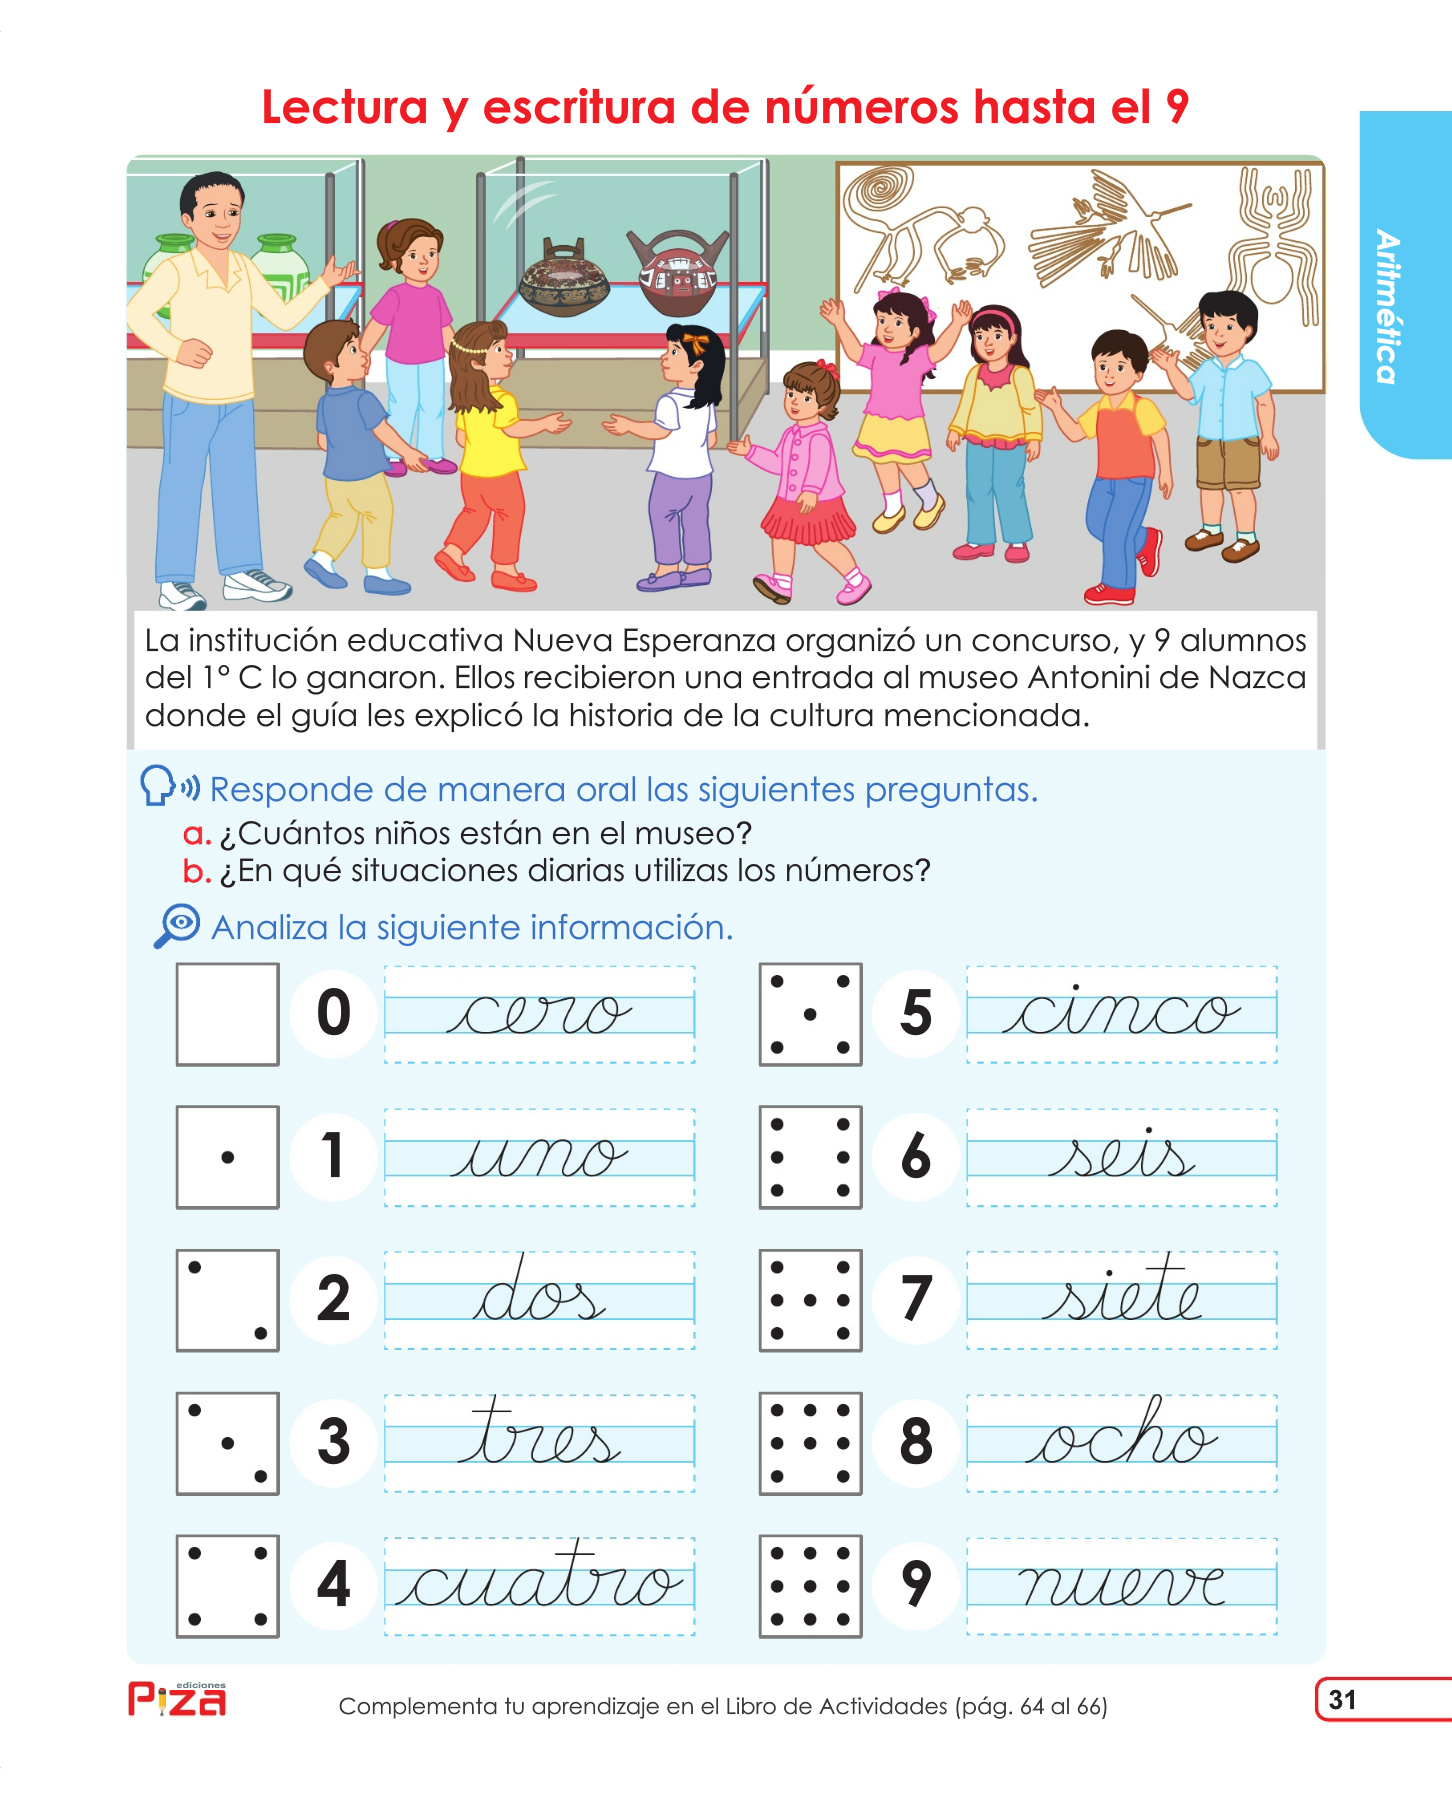 Lectura y escritura de números hasta el 9
Aritmética
La institución educativa Nueva Esperanza organizó un concurso, y 9 alumnos
del 1° C lo ganaron. Ellos recibieron una entrada al museo Antonini de Nazca
donde el guía les explicó la historia de la cultura mencionada.
Responde de manera oral las siguientes preguntas.
a. ¿Cuántos niños están en el museo?
b. ¿En qué situaciones diarias utilizas los números?
Analiza la siguiente información.
0 cero
5 cinco
1 uno
6 seis
2 dos
7 siete
3 tres
8 ocho
4 cuatro
9 nueve
ediciones
Piza
Complementa tu aprendizaje en el Libro de Actividades (pág. 64 al 66)
31